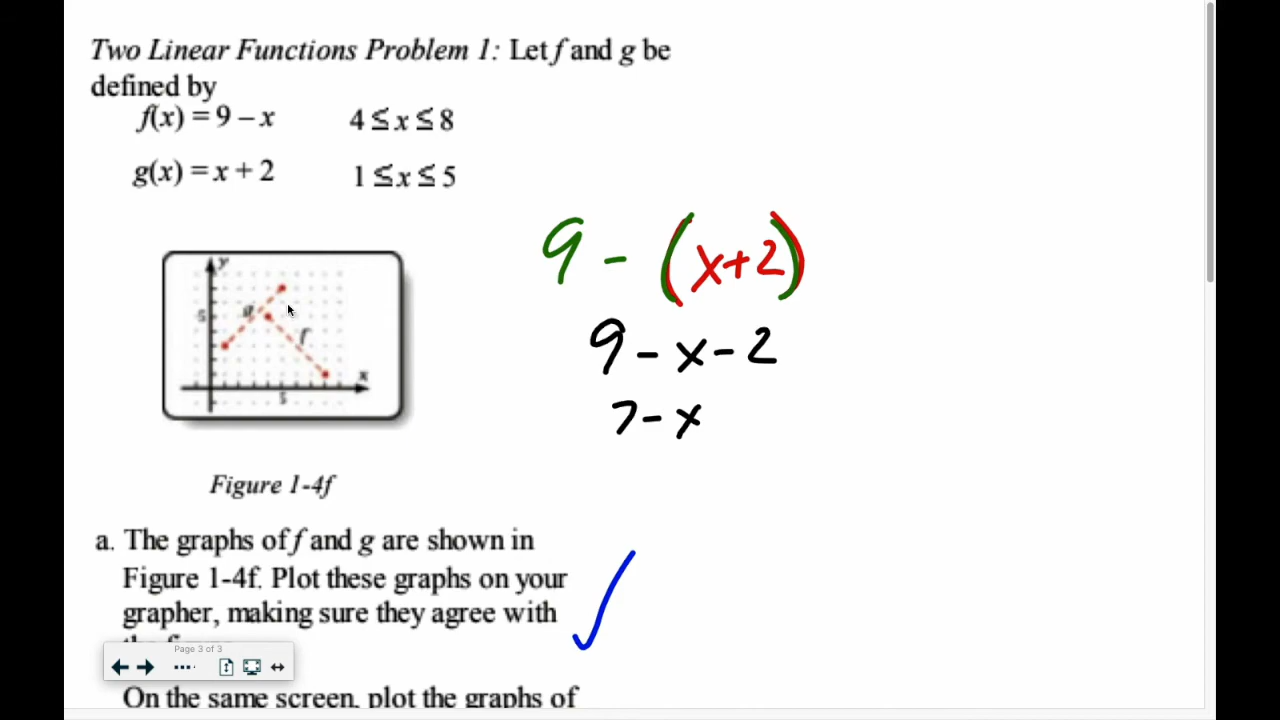 Two Linear Functions Problem 1: Let f and g be
defined by
f(x) = 9 – x 4 ≤ x ≤ 8
g(x) = x + 2 1 ≤ x ≤ 5
9 - (x+2)
9 - x - 2
7 - x
y
5
g
f
x
5
Figure 1-4f
a. The graphs of f and g are shown in
Figure 1-4f. Plot these graphs on your
grapher, making sure they agree with
Page 3 of 3
On the same screen, plot the graphs of